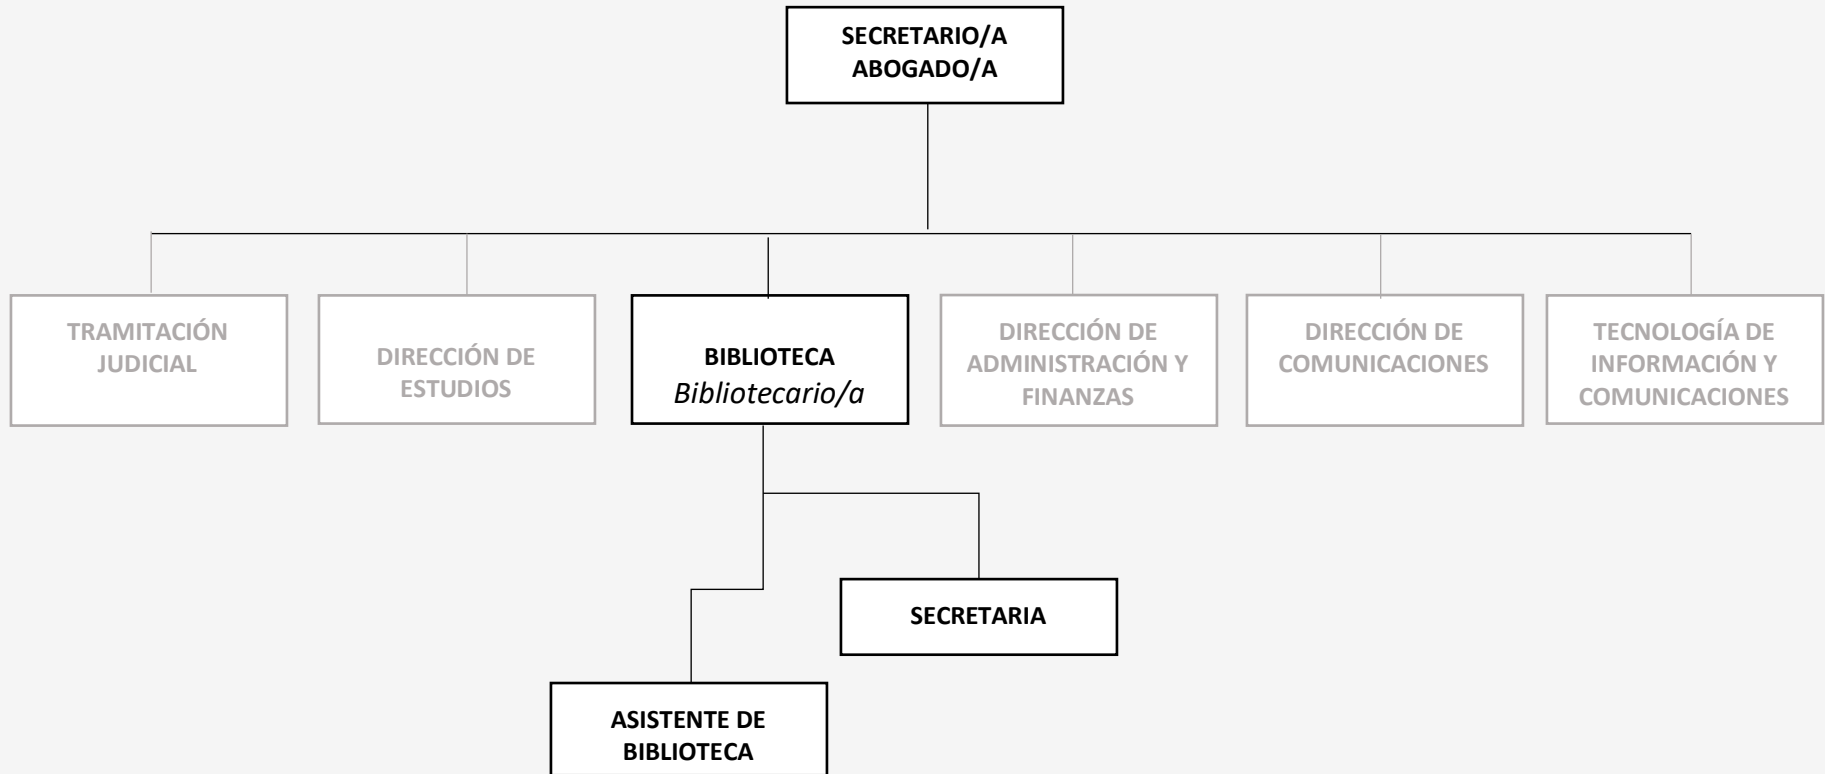 SECRETARIO/A
ABOGADO/A
TRAMITACIÓN
JUDICIAL
DIRECCIÓN DE
ESTUDIOS
BIBLIOTECA
Bibliotecario/a
DIRECCIÓN DE
ADMINISTRACIÓN Y
FINANZAS
DIRECCIÓN DE
COMUNICACIONES
TECNOLOGÍA DE
INFORMACIÓN Y
COMUNICACIONES
SECRETARIA
ASISTENTE DE
BIBLIOTECA